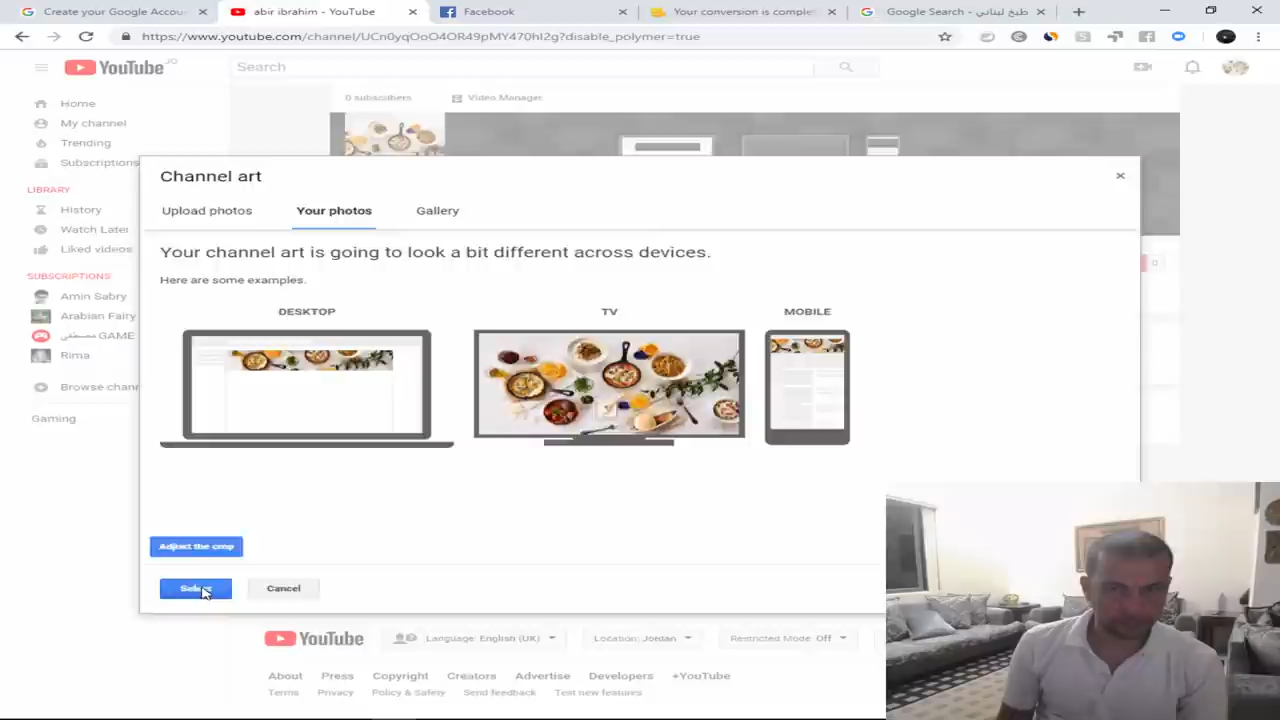 Create your Google Accou
abir ibrahim - YouTube
Facebook
Your conversion is complet
Google Search - طبخ لبناني
https://www.youtube.com/channel/UCn0yqOoO4OR49pMY470hI2g?disable_polymer=true
YouTube JO
Search
Home
My channel
Trending
Subscriptions
LIBRARY
History
Watch Later
Liked videos
SUBSCRIPTIONS
Amin Sabry
Arabian Fairy
مصطفى GAME
Rima
Browse chann
Gaming
0 subscribers
Video Manager
0
Channel art
Upload photos
Your photos
Gallery
Your channel art is going to look a bit different across devices.
Here are some examples.
DESKTOP
TV
MOBILE
Adjust the crop
Cancel
YouTube
Language: English (UK)
Location: Jordan
Restricted Mode: Off
About
Press
Copyright
Creators
Advertise
Developers
+YouTube
Terms
Privacy
Policy & Safety
Send feedback
Test new features